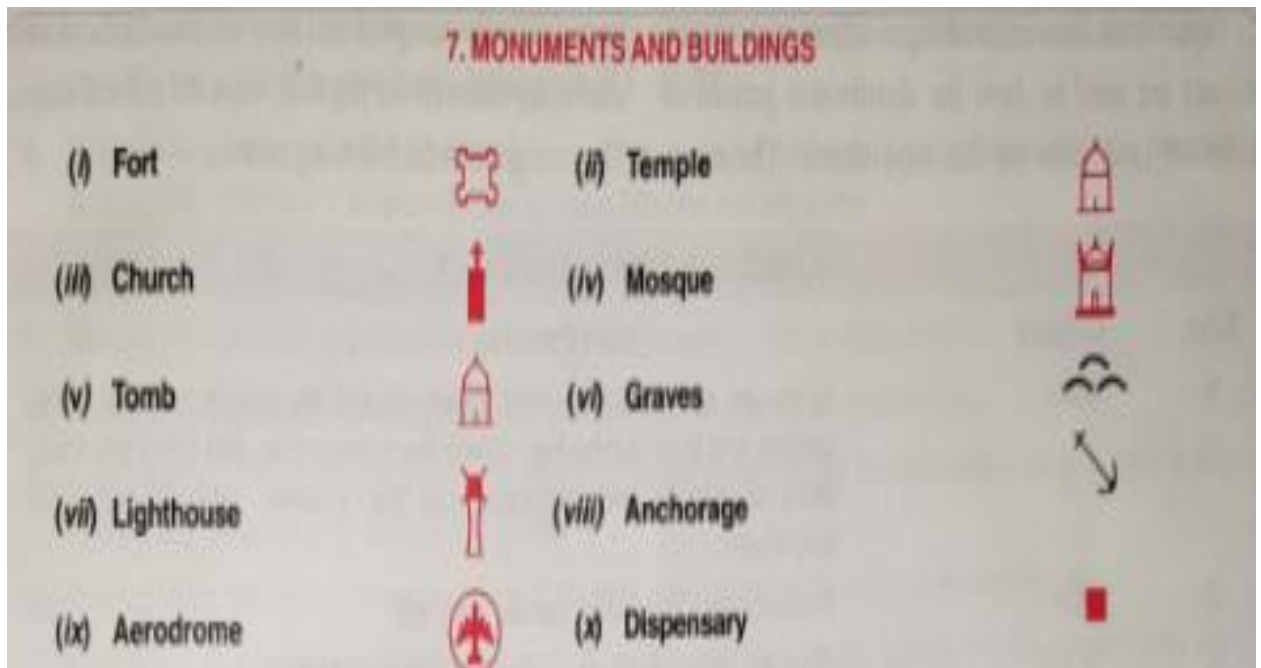 7. MONUMENTS AND BUILDINGS
(i) Fort (ii) Temple
(iii) Church (iv) Mosque
(v) Tomb (vi) Graves
(vii) Lighthouse (viii) Anchorage
(ix) Aerodrome (x) Dispensary